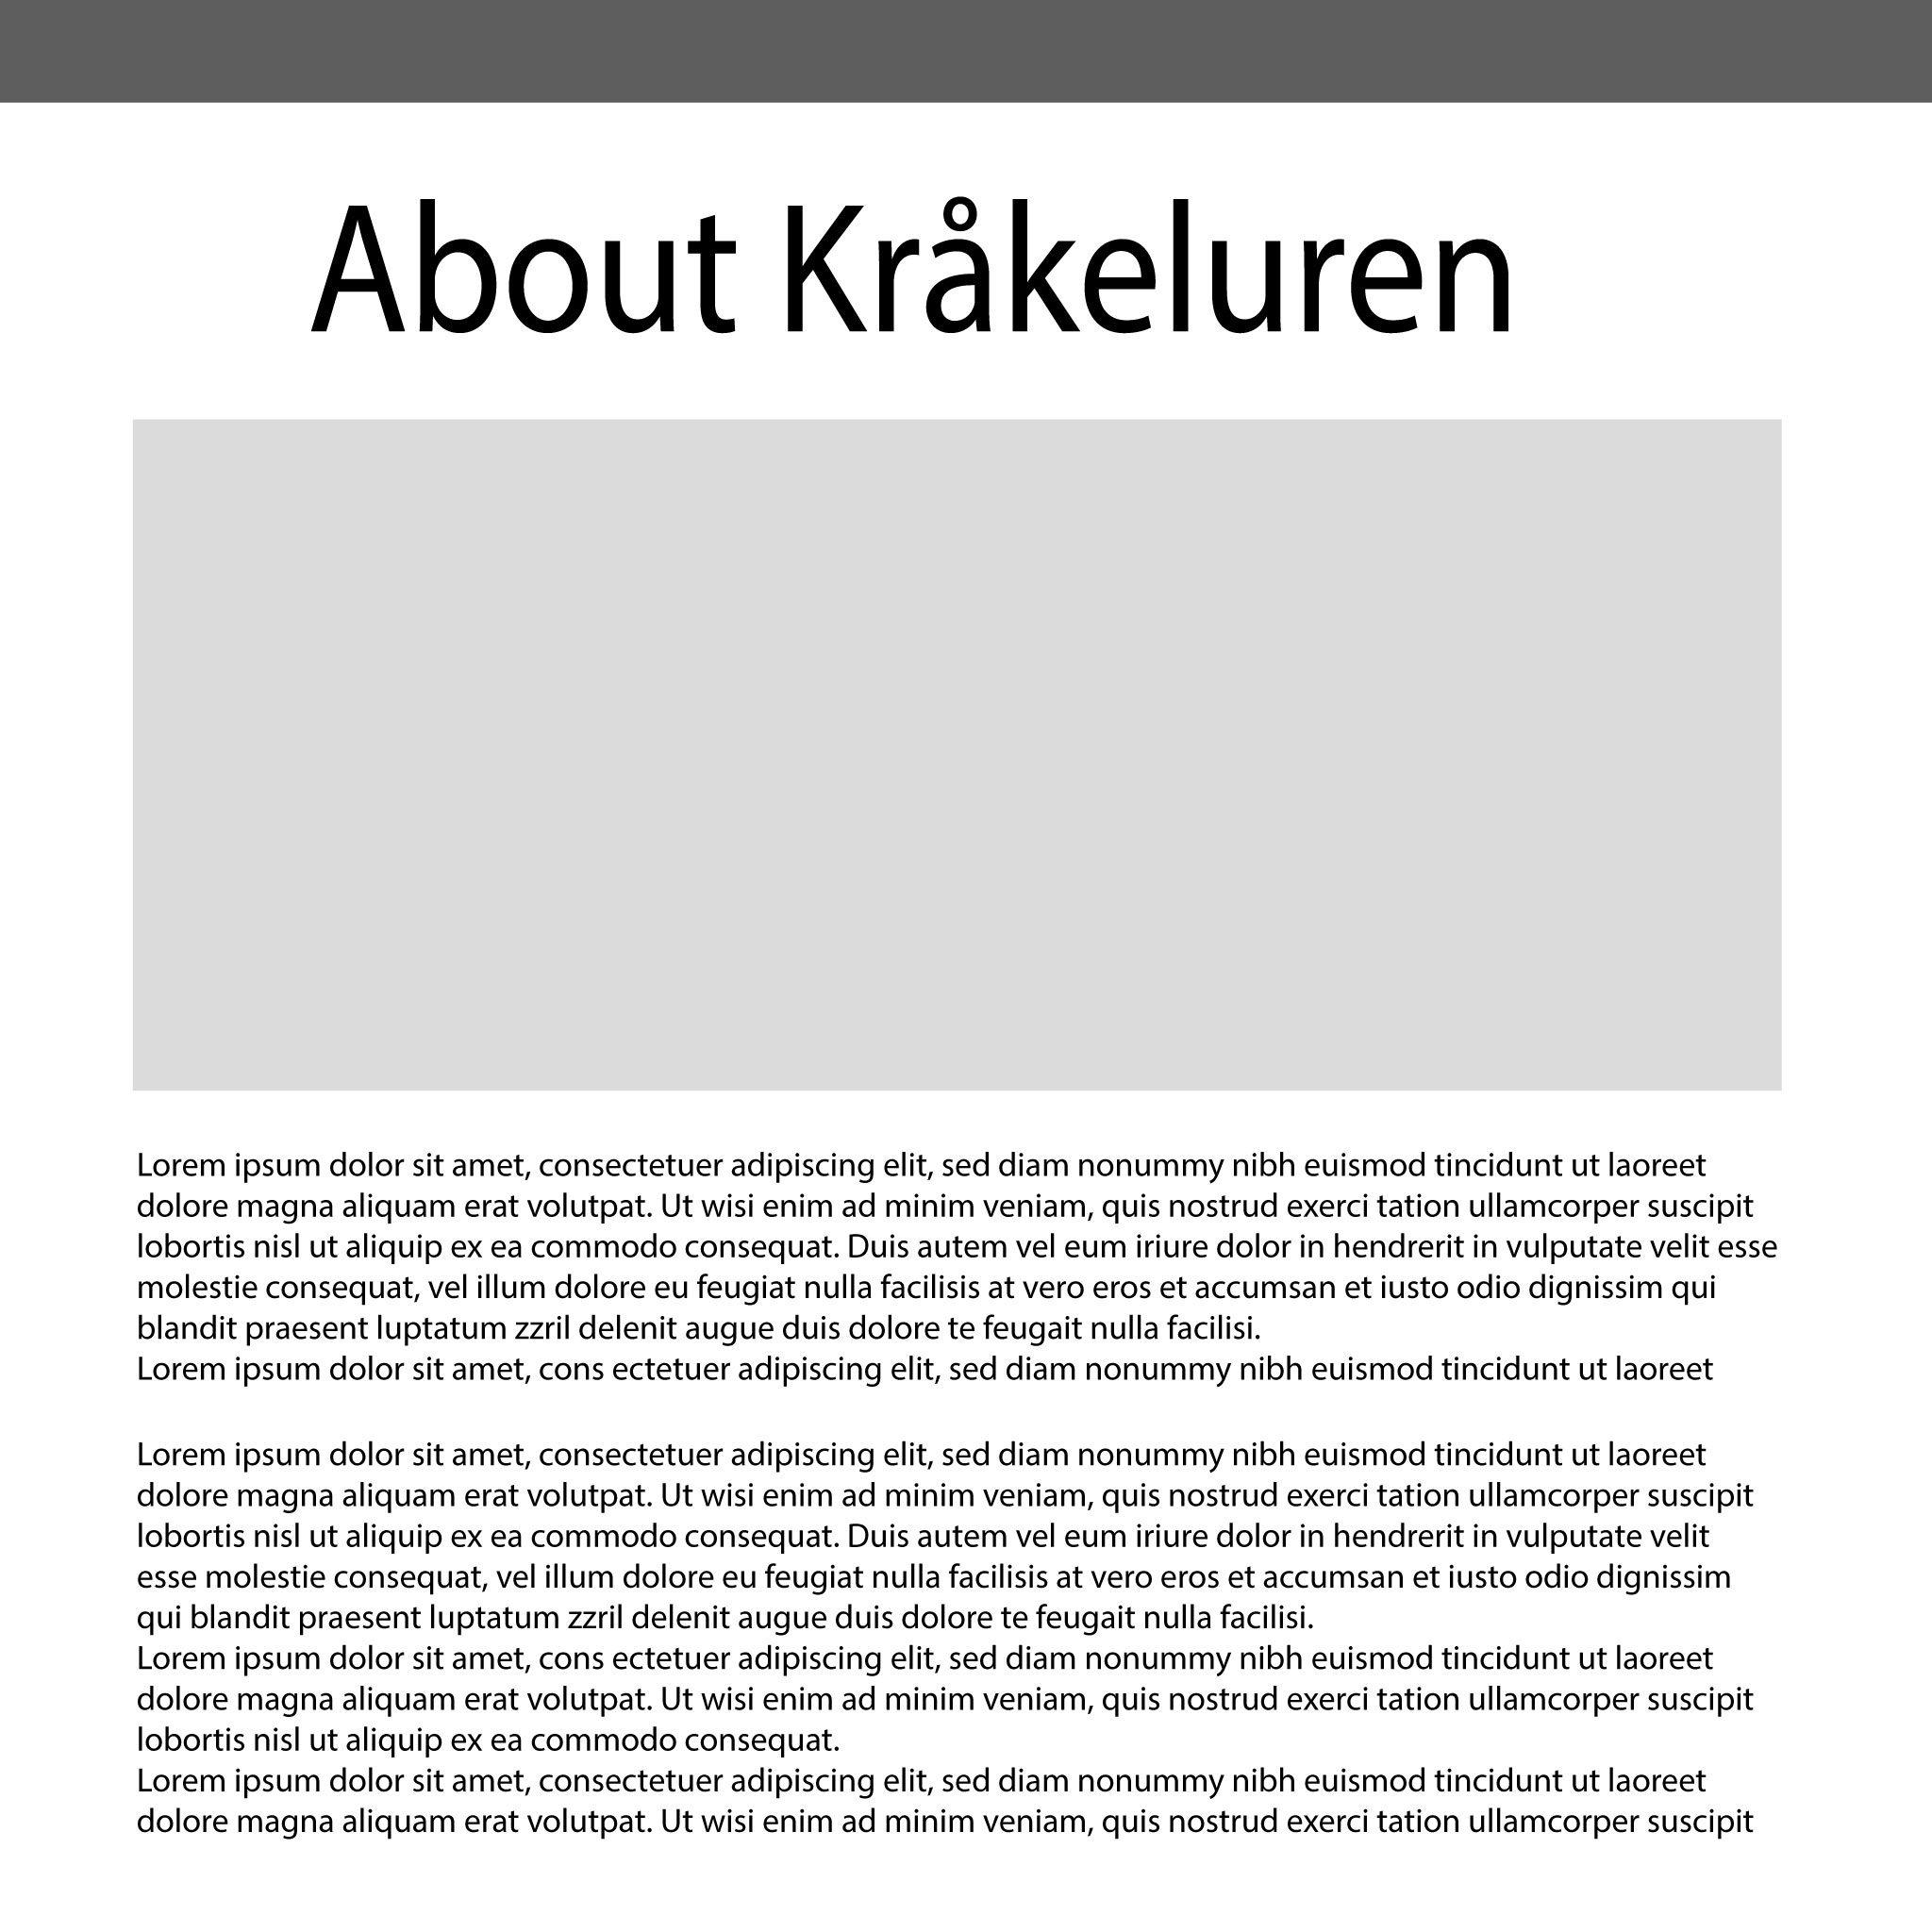 About Kråkeluren
Lorem ipsum dolor sit amet, consectetuer adipiscing elit, sed diam nonummy nibh euismod tincidunt ut laoreet
dolore magna aliquam erat volutpat. Ut wisi enim ad minim veniam, quis nostrud exerci tation ullamcorper suscipit
lobortis nisl ut aliquip ex ea commodo consequat. Duis autem vel eum iriure dolor in hendrerit in vulputate velit esse
molestie consequat, vel illum dolore eu feugiat nulla facilisis at vero eros et accumsan et iusto odio dignissim qui
blandit praesent luptatum zzril delenit augue duis dolore te feugait nulla facilisi.
Lorem ipsum dolor sit amet, cons ectetuer adipiscing elit, sed diam nonummy nibh euismod tincidunt ut laoreet
Lorem ipsum dolor sit amet, consectetuer adipiscing elit, sed diam nonummy nibh euismod tincidunt ut laoreet
dolore magna aliquam erat volutpat. Ut wisi enim ad minim veniam, quis nostrud exerci tation ullamcorper suscipit
lobortis nisl ut aliquip ex ea commodo consequat. Duis autem vel eum iriure dolor in hendrerit in vulputate velit
esse molestie consequat, vel illum dolore eu feugiat nulla facilisis at vero eros et accumsan et iusto odio dignissim
qui blandit praesent luptatum zzril delenit augue duis dolore te feugait nulla facilisi.
Lorem ipsum dolor sit amet, cons ectetuer adipiscing elit, sed diam nonummy nibh euismod tincidunt ut laoreet
dolore magna aliquam erat volutpat. Ut wisi enim ad minim veniam, quis nostrud exerci tation ullamcorper suscipit
lobortis nisl ut aliquip ex ea commodo consequat.
Lorem ipsum dolor sit amet, consectetuer adipiscing elit, sed diam nonummy nibh euismod tincidunt ut laoreet
dolore magna aliquam erat volutpat. Ut wisi enim ad minim veniam, quis nostrud exerci tation ullamcorper suscipit